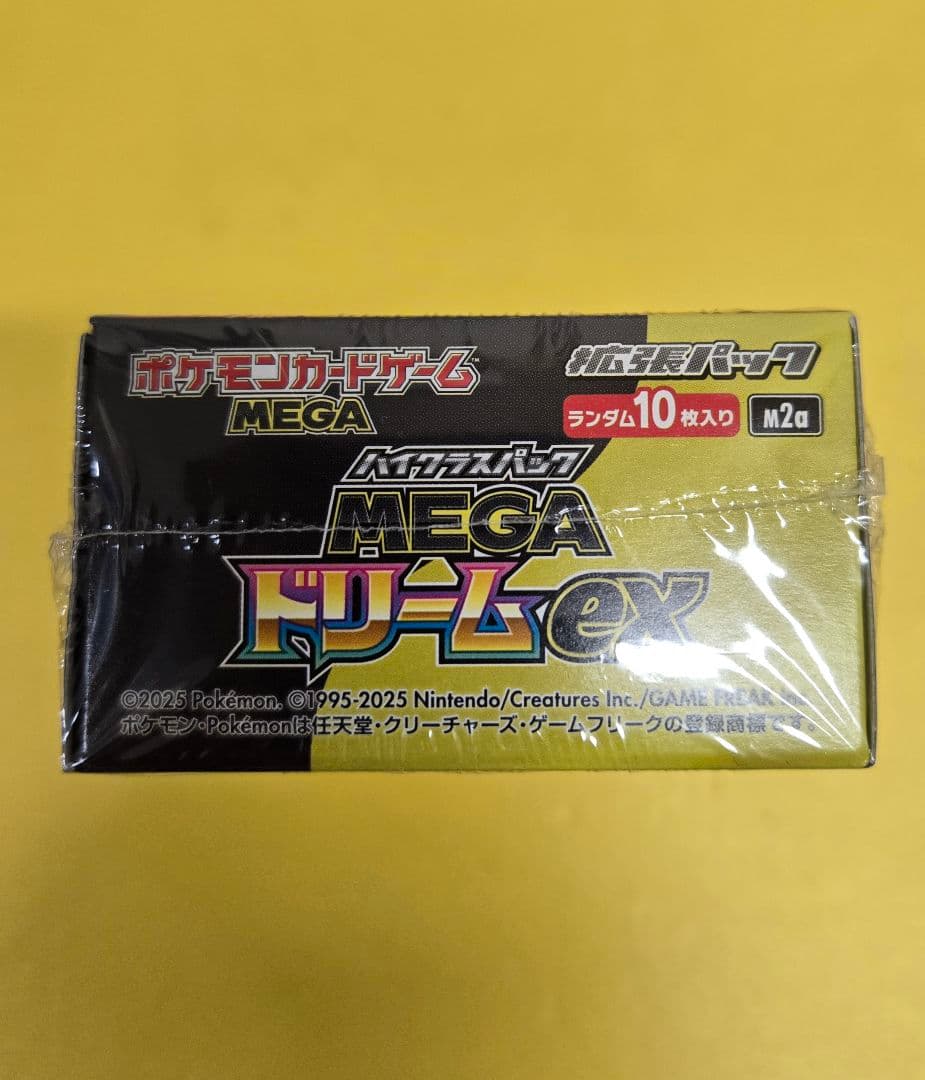 ポケモンカードゲーム™
MEGA
拡張パック
ランダム10枚入り
M2a
ハイクラスパック
MEGA
ドリームex
©2025 Pokémon. ©1995-2025 Nintendo/Creatures Inc./GAME FREAK inc.
ポケモン・Pokémonは任天堂・クリーチャーズ・ゲームフリークの登録商標です。